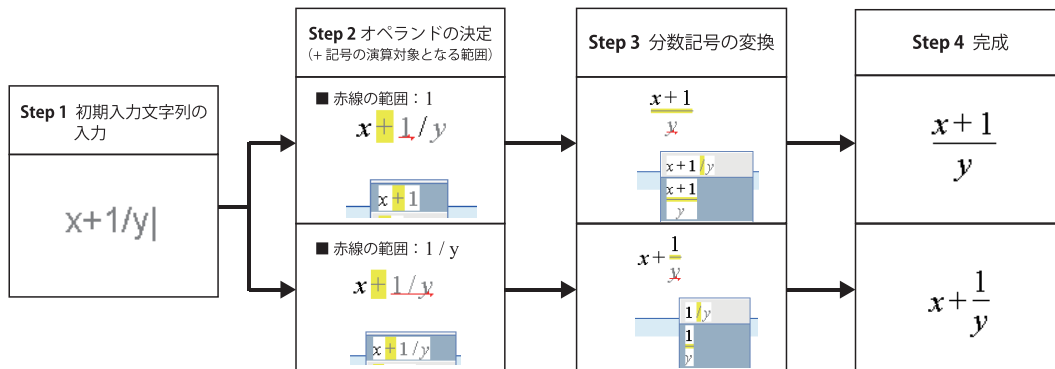 Step 1 初期入力文字列の
入力
x+1/y|
Step 2 オペランドの決定
(+ 記号の演算対象となる範囲)
■ 赤線の範囲：1
x+1/y
x+1
■ 赤線の範囲：1/y
x+1/y
x+1/y
Step 3 分数記号の変換
x+1
y
x+1/y
x+1
y
x+1
y
1/y
1
y
Step 4 完成
x+1
y
x+1
y